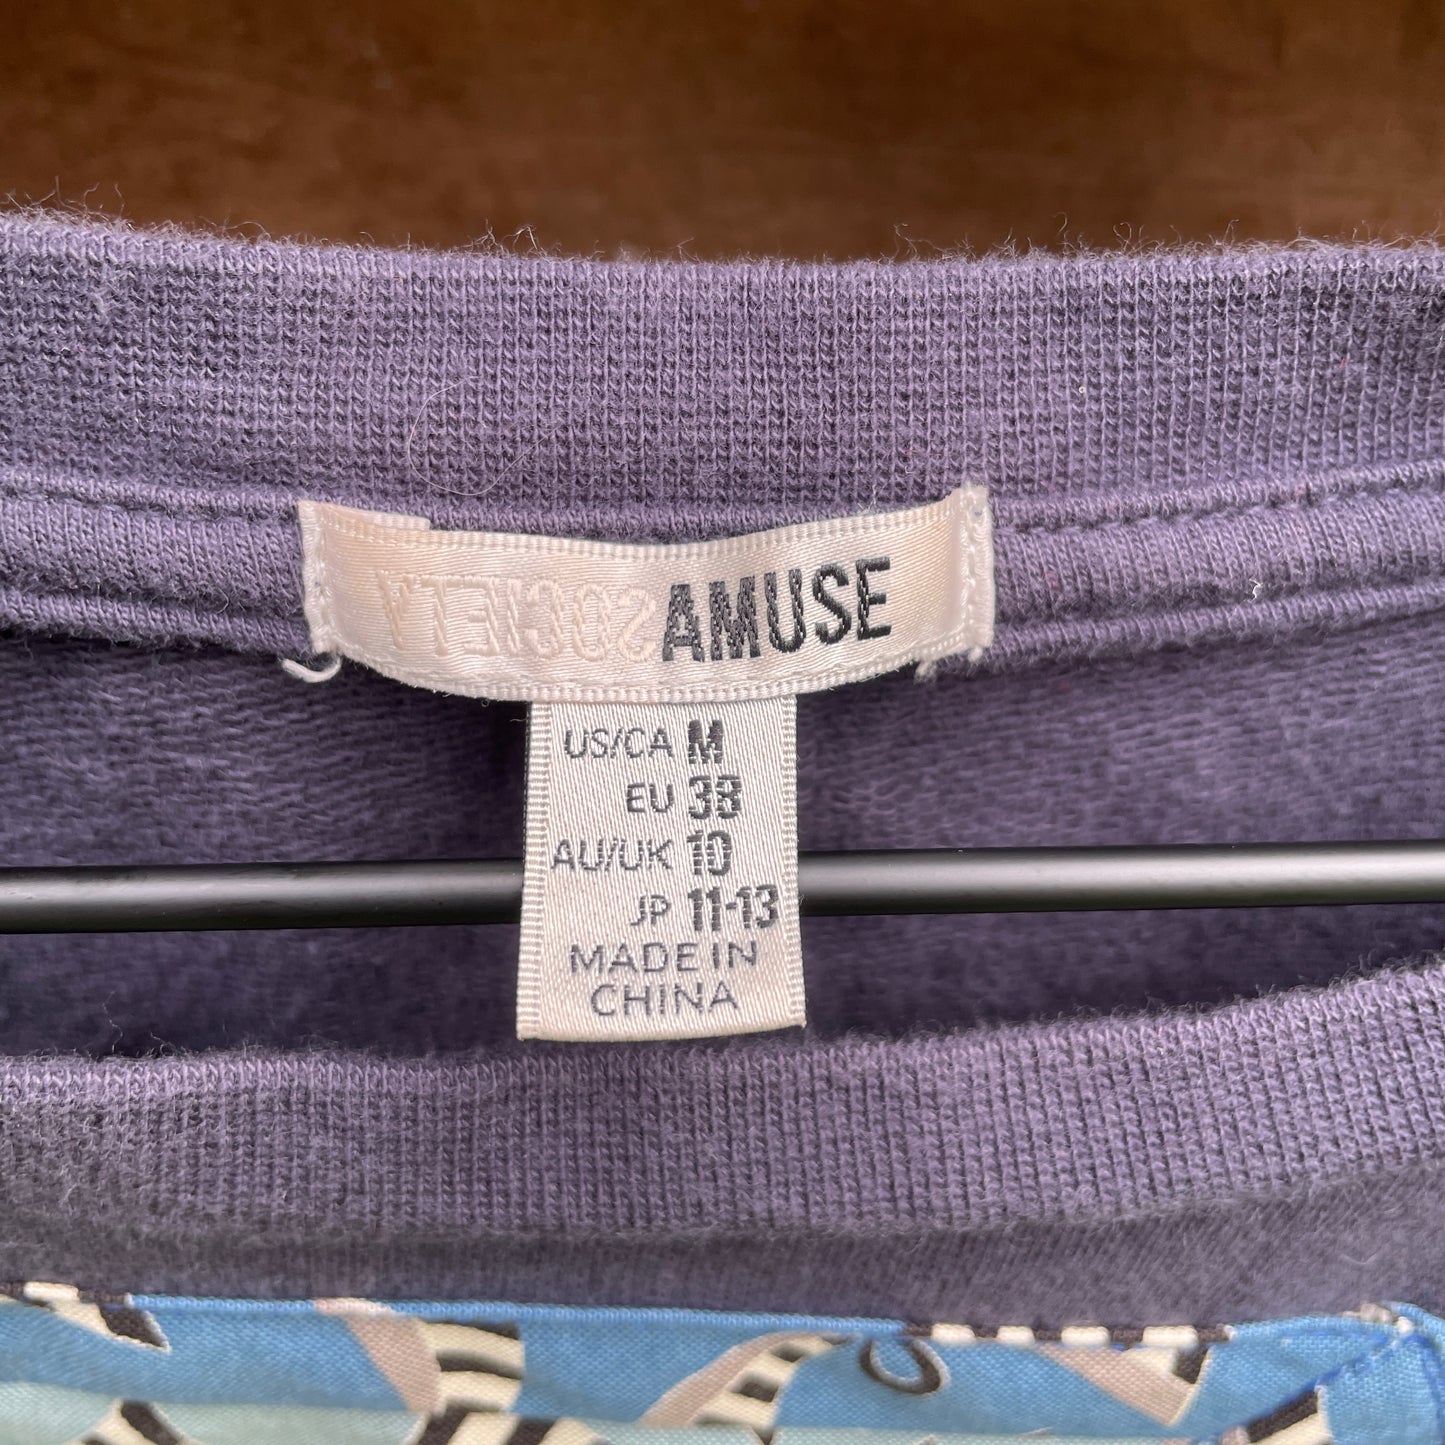 SOCIETY AMUSE
US/CA M
EU 38
AU/UK 10
JP 11-13
MADE IN
CHINA